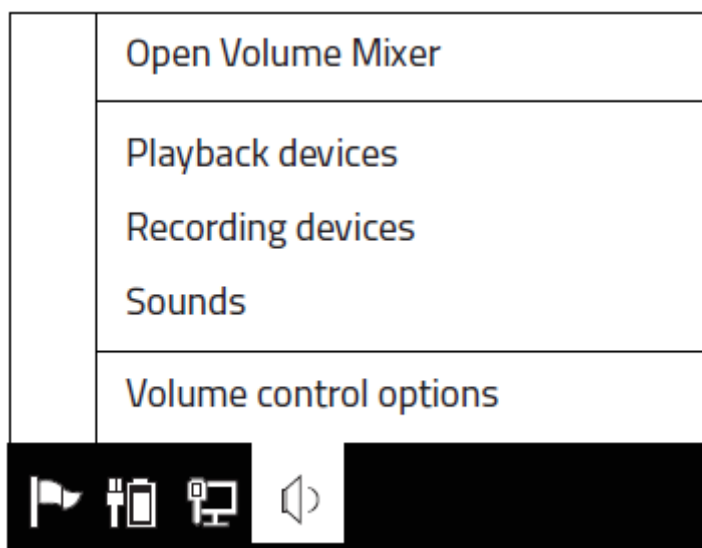 Open Volume Mixer
Playback devices
Recording devices
Sounds
Volume control options